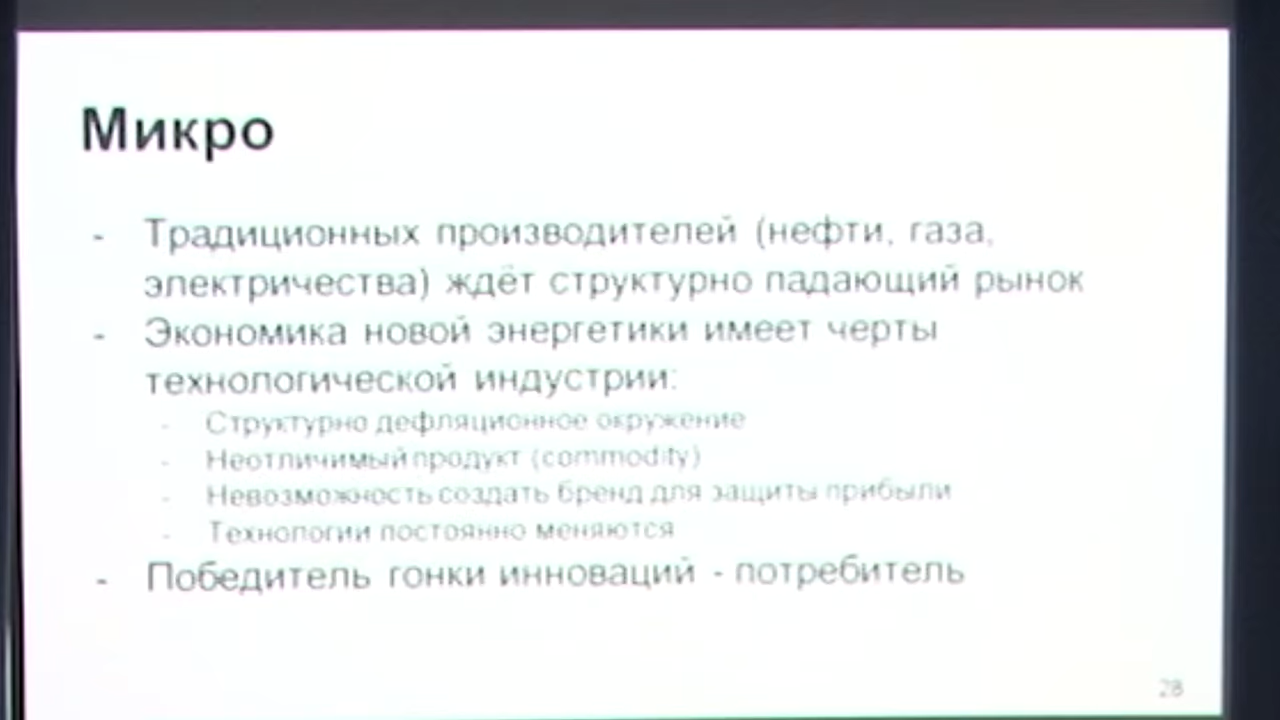 Микро
- Традиционных производителей (нефти, газа,
электричества) ждёт структурно падающий рынок
- Экономика новой энергетики имеет черты
технологической индустрии:
- Структурно дефляционное окружение
- Неотличимый продукт (commodity)
- Невозможность создать бренд для защиты прибыли
- Технологии постоянно меняются
- Победитель гонки инноваций - потребитель
28